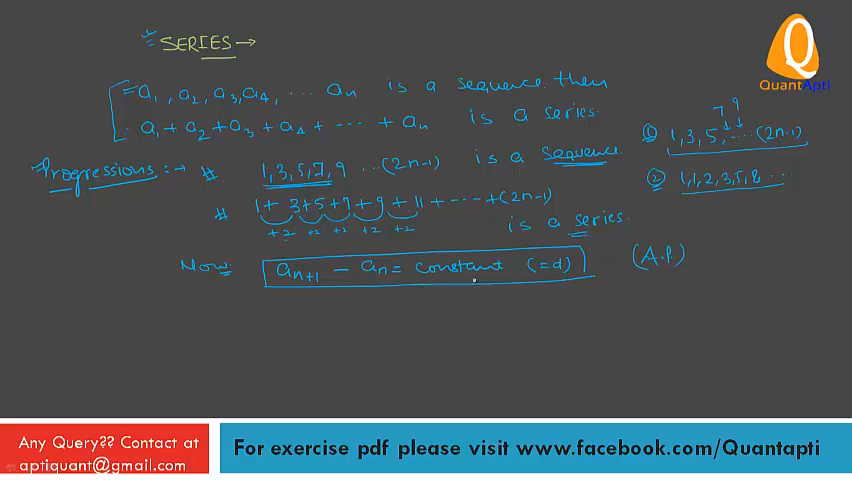 SERIES →
a1, a2, a3, a4, ... an is a sequence then
a1 + a2 + a3 + a4 + --- + an is a series.
Progressions :→ * 1, 3, 5, 7, 9 ...(2n-1) is a Sequence
# 1 + 3 + 5 + 7 + 9 + 11 + ---- + (2n-1)
+2 +2 +2 +2 +2
is a series.
Now an+1 - an = constant (=d) (A.P.)
7 9
① 1, 3, 5, .... (2n-1)
② 1, 1, 2, 3, 5, 8 ...
Q
QuantApti
Any Query?? Contact at
aptiquant@gmail.com
For exercise pdf please visit www.facebook.com/Quantapti